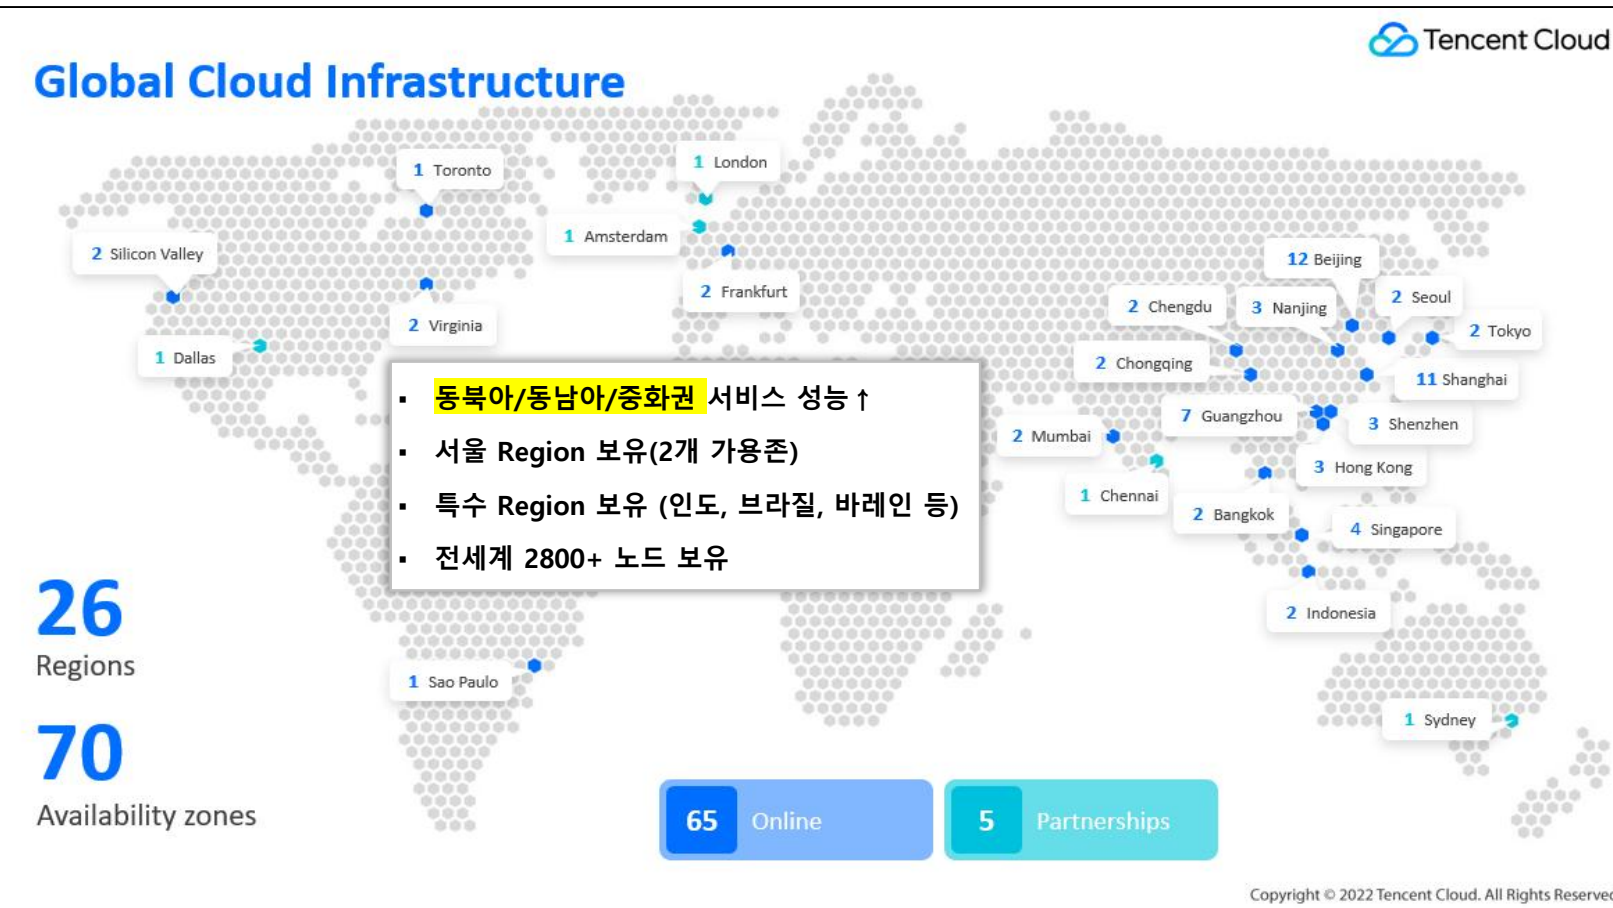 Tencent Cloud
Global Cloud Infrastructure
1 Toronto
1 London
1 Amsterdam
2 Silicon Valley
2 Frankfurt
12 Beijing
2 Seoul
2 Chengdu
3 Nanjing
2 Virginia
2 Tokyo
1 Dallas
2 Chongqing
11 Shanghai
▪ 동북아/동남아/중화권 서비스 성능 ↑
7 Guangzhou
3 Shenzhen
2 Mumbai
▪ 서울 Region 보유(2개 가용존)
3 Hong Kong
1 Chennai
▪ 특수 Region 보유 (인도, 브라질, 바레인 등)
2 Bangkok
4 Singapore
▪ 전세계 2800+ 노드 보유
26
Regions
2 Indonesia
1 Sao Paulo
1 Sydney
70
Availability zones
65 Online
5 Partnerships
Copyright © 2022 Tencent Cloud. All Rights Reserved